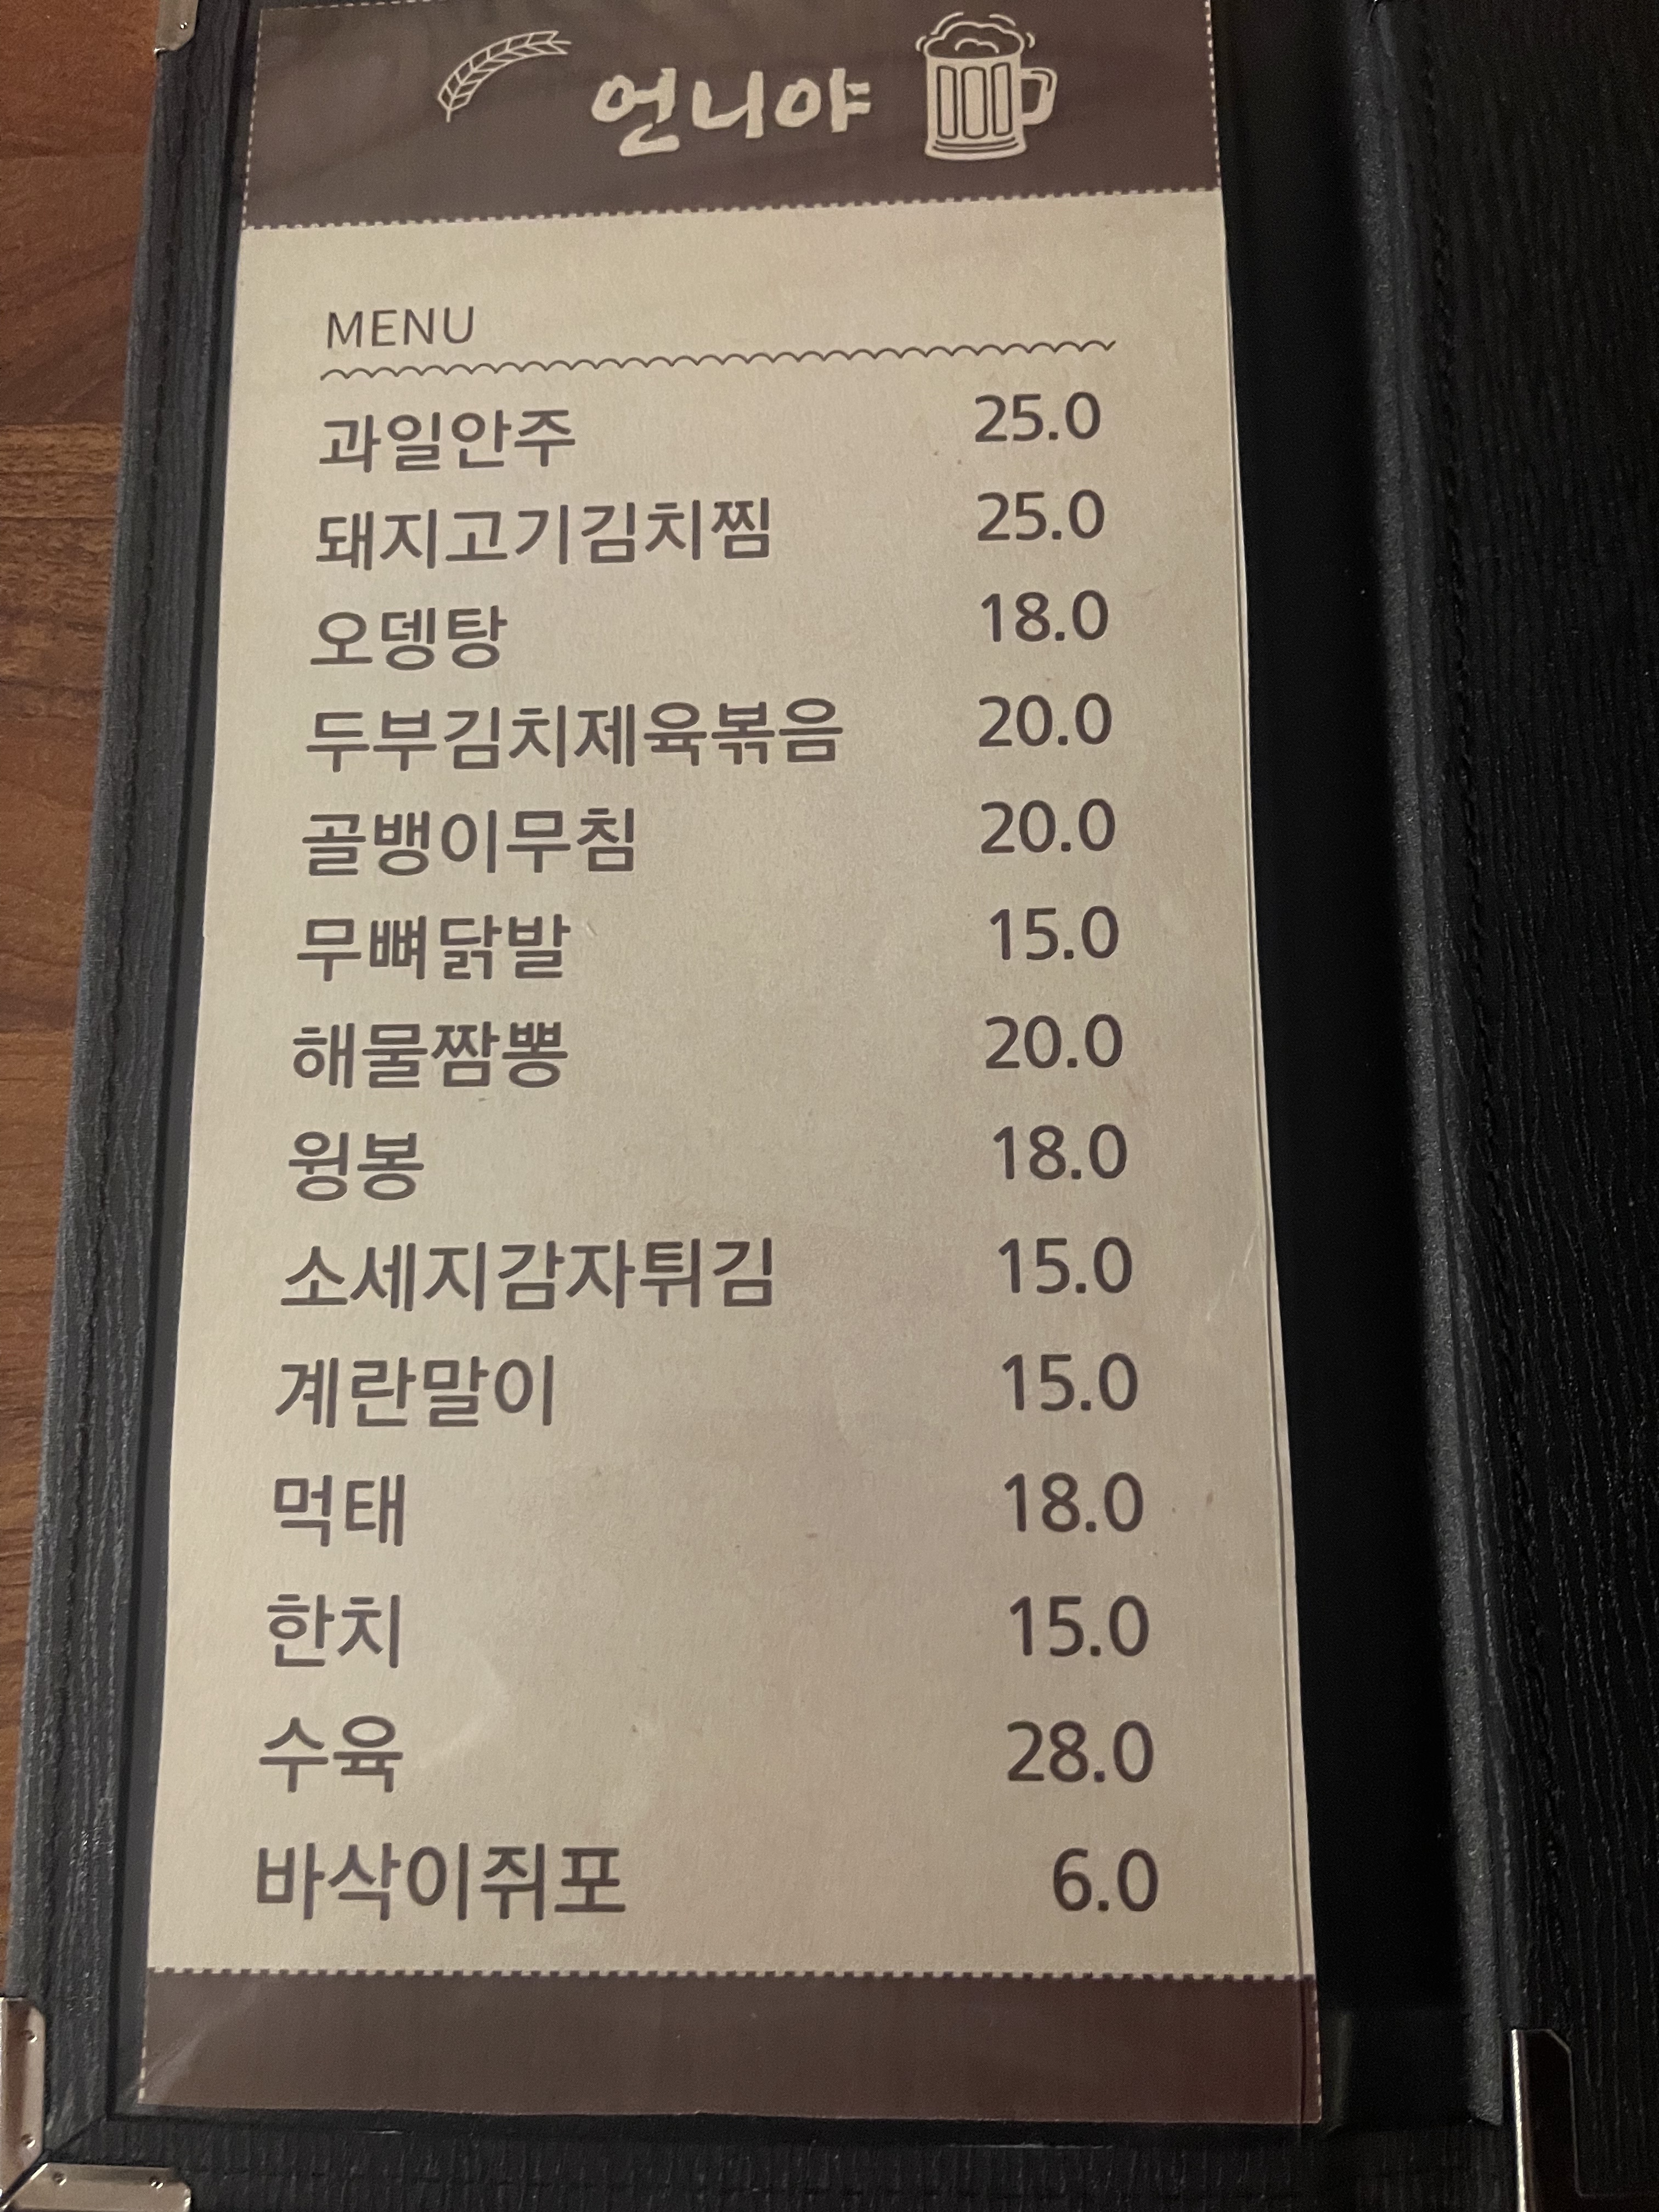 언니야
MENU
과일안주 25.0
돼지고기김치찜 25.0
오뎅탕 18.0
두부김치제육볶음 20.0
골뱅이무침 20.0
무뼈닭발 15.0
해물짬뽕 20.0
윙봉 18.0
소세지감자튀김 15.0
계란말이 15.0
먹태 18.0
한치 15.0
수육 28.0
바삭이쥐포 6.0